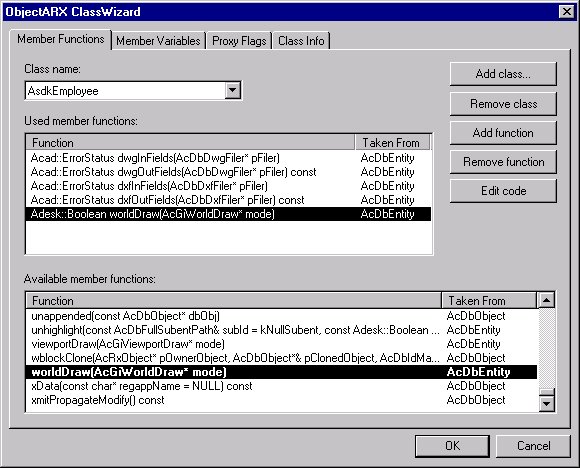 ObjectARX ClassWizard
Member Functions Member Variables Proxy Flags Class Info
Class name:
AsdkEmployee
Add class...
Remove class
Add function
Remove function
Edit code
Used member functions:
Function Taken From
Acad::ErrorStatus dwgInFields(AcDbDwgFiler* pFiler) AcDbEntity
Acad::ErrorStatus dwgOutFields(AcDbDwgFiler* pFiler) const AcDbEntity
Acad::ErrorStatus dxfInFields(AcDbDxfFiler* pFiler) AcDbEntity
Acad::ErrorStatus dxfOutFields(AcDbDxfFiler* pFiler) const AcDbEntity
Adesk::Boolean worldDraw(AcGiWorldDraw* mode) AcDbEntity
Available member functions:
Function Taken From
unappended(const AcDbObject* dbObj) AcDbObject
unhighlight(const AcDbFullSubentPath& subId = kNullSubent, const Adesk::Boolean ... AcDbEntity
viewportDraw(AcGiViewportDraw* mode) AcDbEntity
wblockClone(AcRxObject* pOwnerObject, AcDbObject*& pClonedObject, AcDbIdMa... AcDbObject
worldDraw(AcGiWorldDraw* mode) AcDbEntity
xData(const char* regappName = NULL) const AcDbObject
xmitPropagateModify() const AcDbObject
OK Cancel